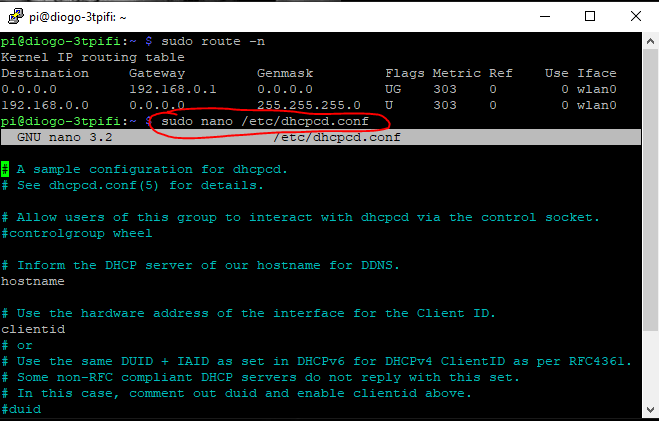 pi@diogo-3tpifi: ~
pi@diogo-3tpifi:~ $ sudo route -n
Kernel IP routing table
Destination Gateway Genmask Flags Metric Ref Use Iface
0.0.0.0 192.168.0.1 0.0.0.0 UG 303 0 0 wlan0
192.168.0.0 0.0.0.0 255.255.255.0 U 303 0 0 wlan0
pi@diogo-3tpifi:~ $ sudo nano /etc/dhcpcd.conf
GNU nano 3.2 /etc/dhcpcd.conf
# A sample configuration for dhcpcd.
# See dhcpcd.conf(5) for details.
# Allow users of this group to interact with dhcpcd via the control socket.
#controlgroup wheel
# Inform the DHCP server of our hostname for DDNS.
hostname
# Use the hardware address of the interface for the Client ID.
clientid
# or
# Use the same DUID + IAID as set in DHCPv6 for DHCPv4 ClientID as per RFC4361.
# Some non-RFC compliant DHCP servers do not reply with this set.
# In this case, comment out duid and enable clientid above.
#duid